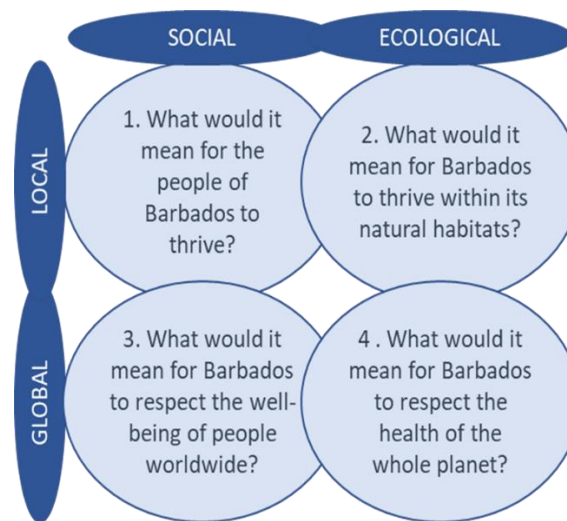 SOCIAL
ECOLOGICAL
LOCAL
1. What would it
mean for the
people of
Barbados to
thrive?
2. What would it
mean for Barbados
to thrive within its
natural habitats?
GLOBAL
3. What would it
mean for Barbados
to respect the well-
being of people
worldwide?
4 . What would it
mean for Barbados
to respect the
health of the
whole planet?